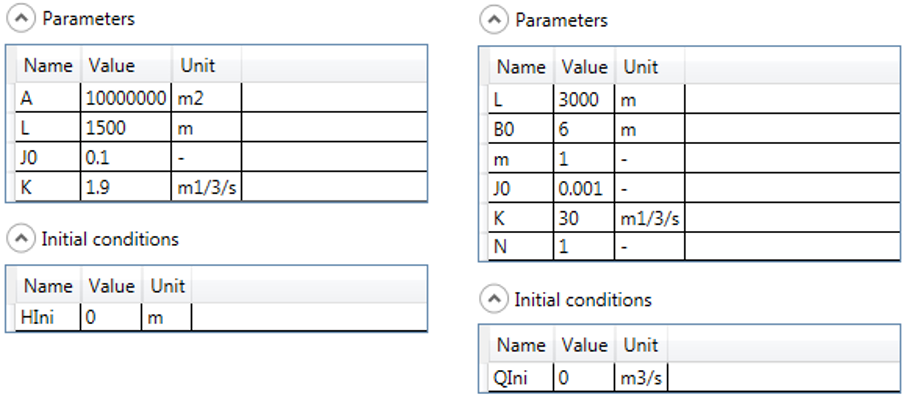 Parameters
Name Value Unit
A 10000000 m2
L 1500 m
J0 0.1 -
K 1.9 m1/3/s
Initial conditions
Name Value Unit
HIni 0 m
Parameters
Name Value Unit
L 3000 m
B0 6 m
m 1 -
J0 0.001 -
K 30 m1/3/s
N 1 -
Initial conditions
Name Value Unit
QIni 0 m3/s